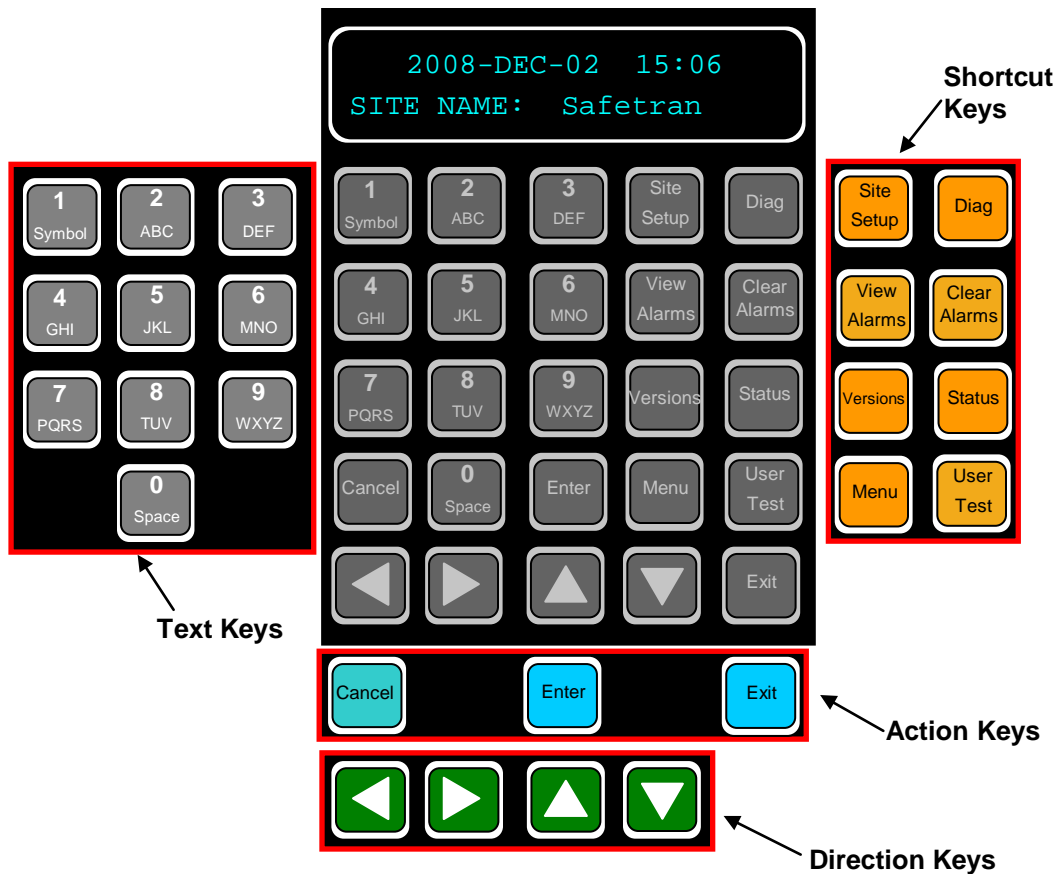 2008-DEC-02 15:06
SITE NAME: Safetran
Shortcut
Keys
1
Symbol
2
ABC
3
DEF
4
GHI
5
JKL
6
MNO
7
PQRS
8
TUV
9
WXYZ
0
Space
Text Keys
1
Symbol
2
ABC
3
DEF
Site
Setup
Diag
4
GHI
5
JKL
6
MNO
View
Alarms
Clear
Alarms
7
PQRS
8
TUV
9
WXYZ
Versions
Status
Cancel
0
Space
Enter
Menu
User
Test
Exit
Site
Setup
Diag
View
Alarms
Clear
Alarms
Versions
Status
Menu
User
Test
Cancel
Enter
Exit
Action Keys
Direction Keys